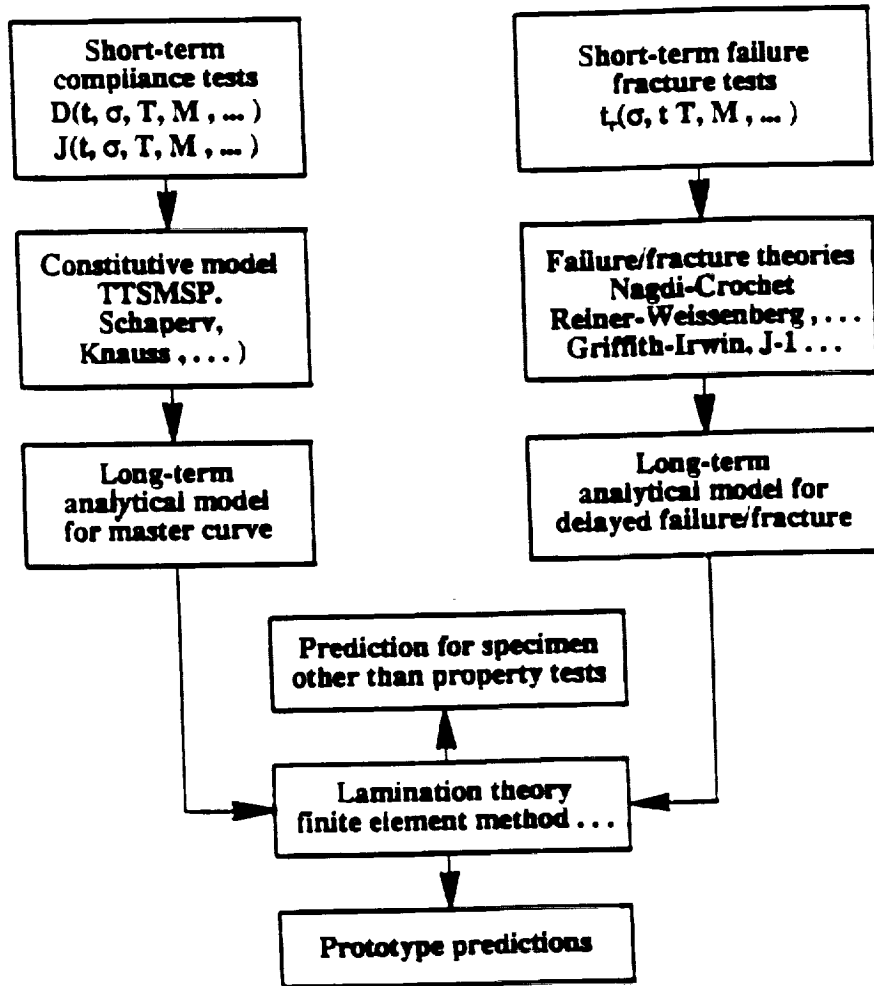 Short-term
compliance tests
D(t, σ, T, M , ... )
J(t, σ, T, M , ... )
Short-term failure
fracture tests
tᵣ(σ, t T, M , ... )
Constitutive model
TTSMSP.
Schaperv,
Knauss , . . . )
Failure/fracture theories
Nagdi-Crochet
Reiner-Weissenberg , . . .
Griffith-Irwin, J-1 . . .
Long-term
analytical model
for master curve
Long-term
analytical model for
delayed failure/fracture
Prediction for specimen
other than property tests
Lamination theory
finite element method . . .
Prototype predictions